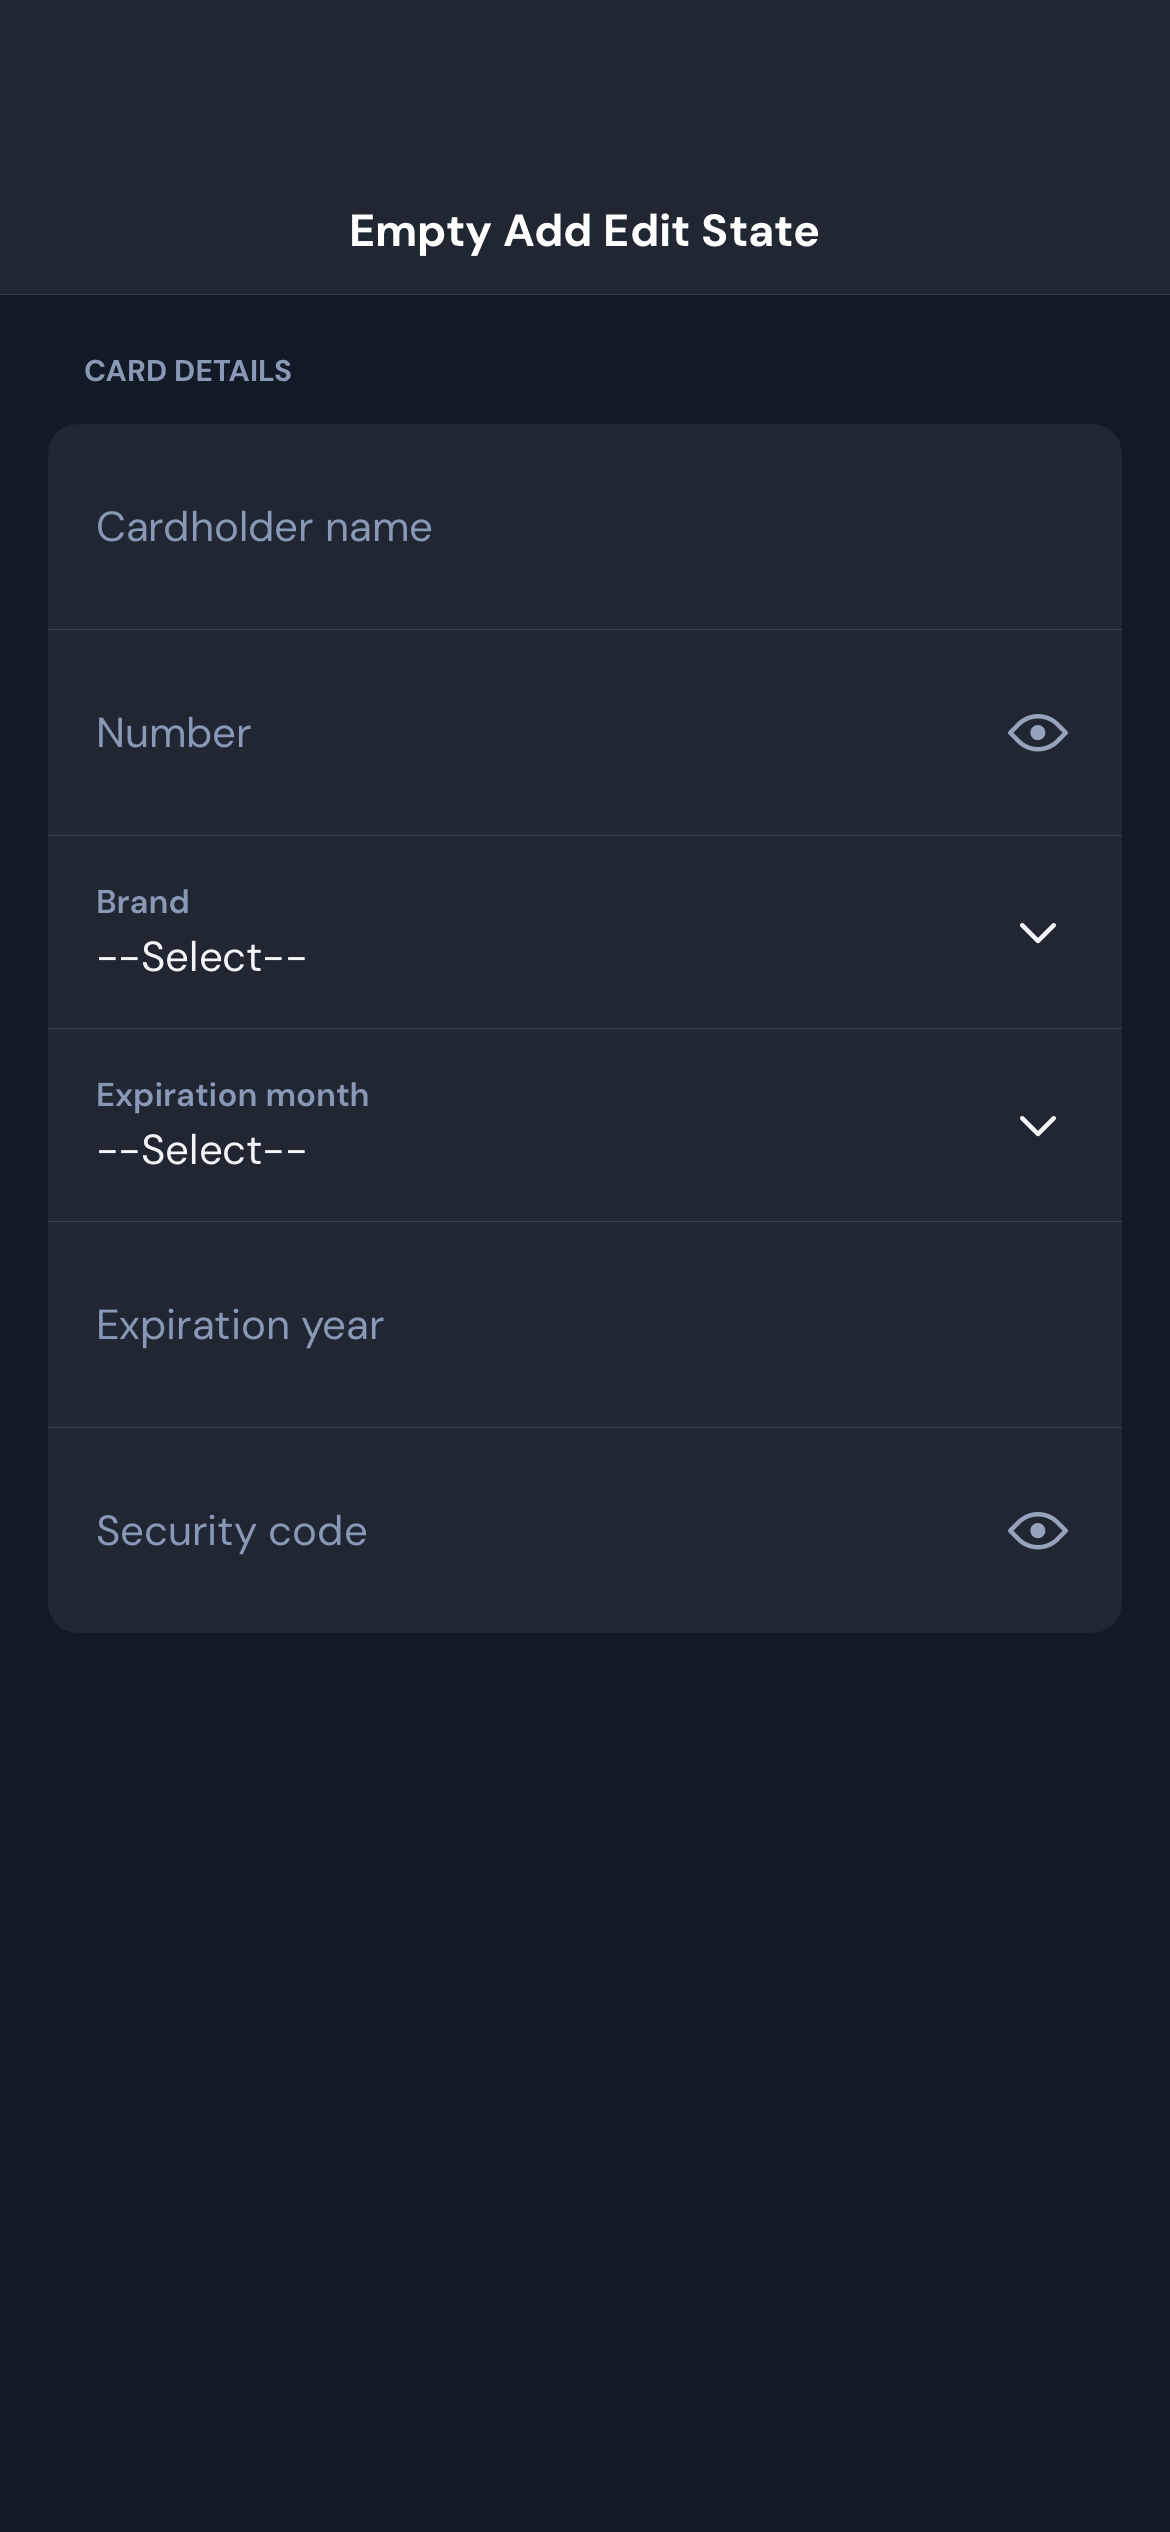 Empty Add Edit State
CARD DETAILS
Cardholder name
Number
Brand
--Select--
Expiration month
--Select--
Expiration year
Security code